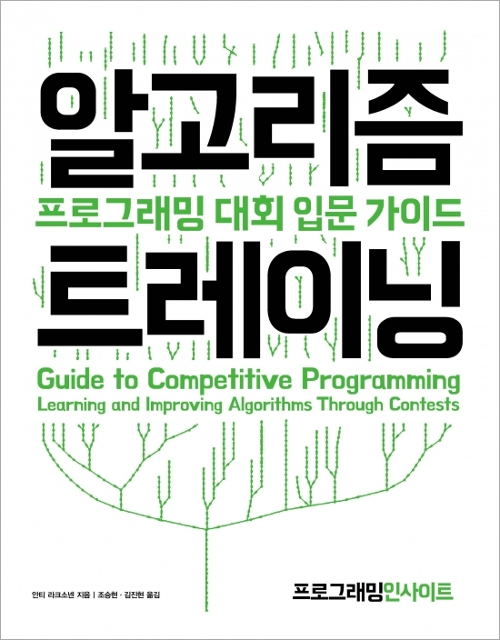 알고리즘
프로그래밍 대회 입문 가이드
트레이닝
Guide to Competitive Programming
Learning and Improving Algorithms Through Contests
안티 라크소넨 지음 | 조승현·김진현 옮김
프로그래밍인사이트